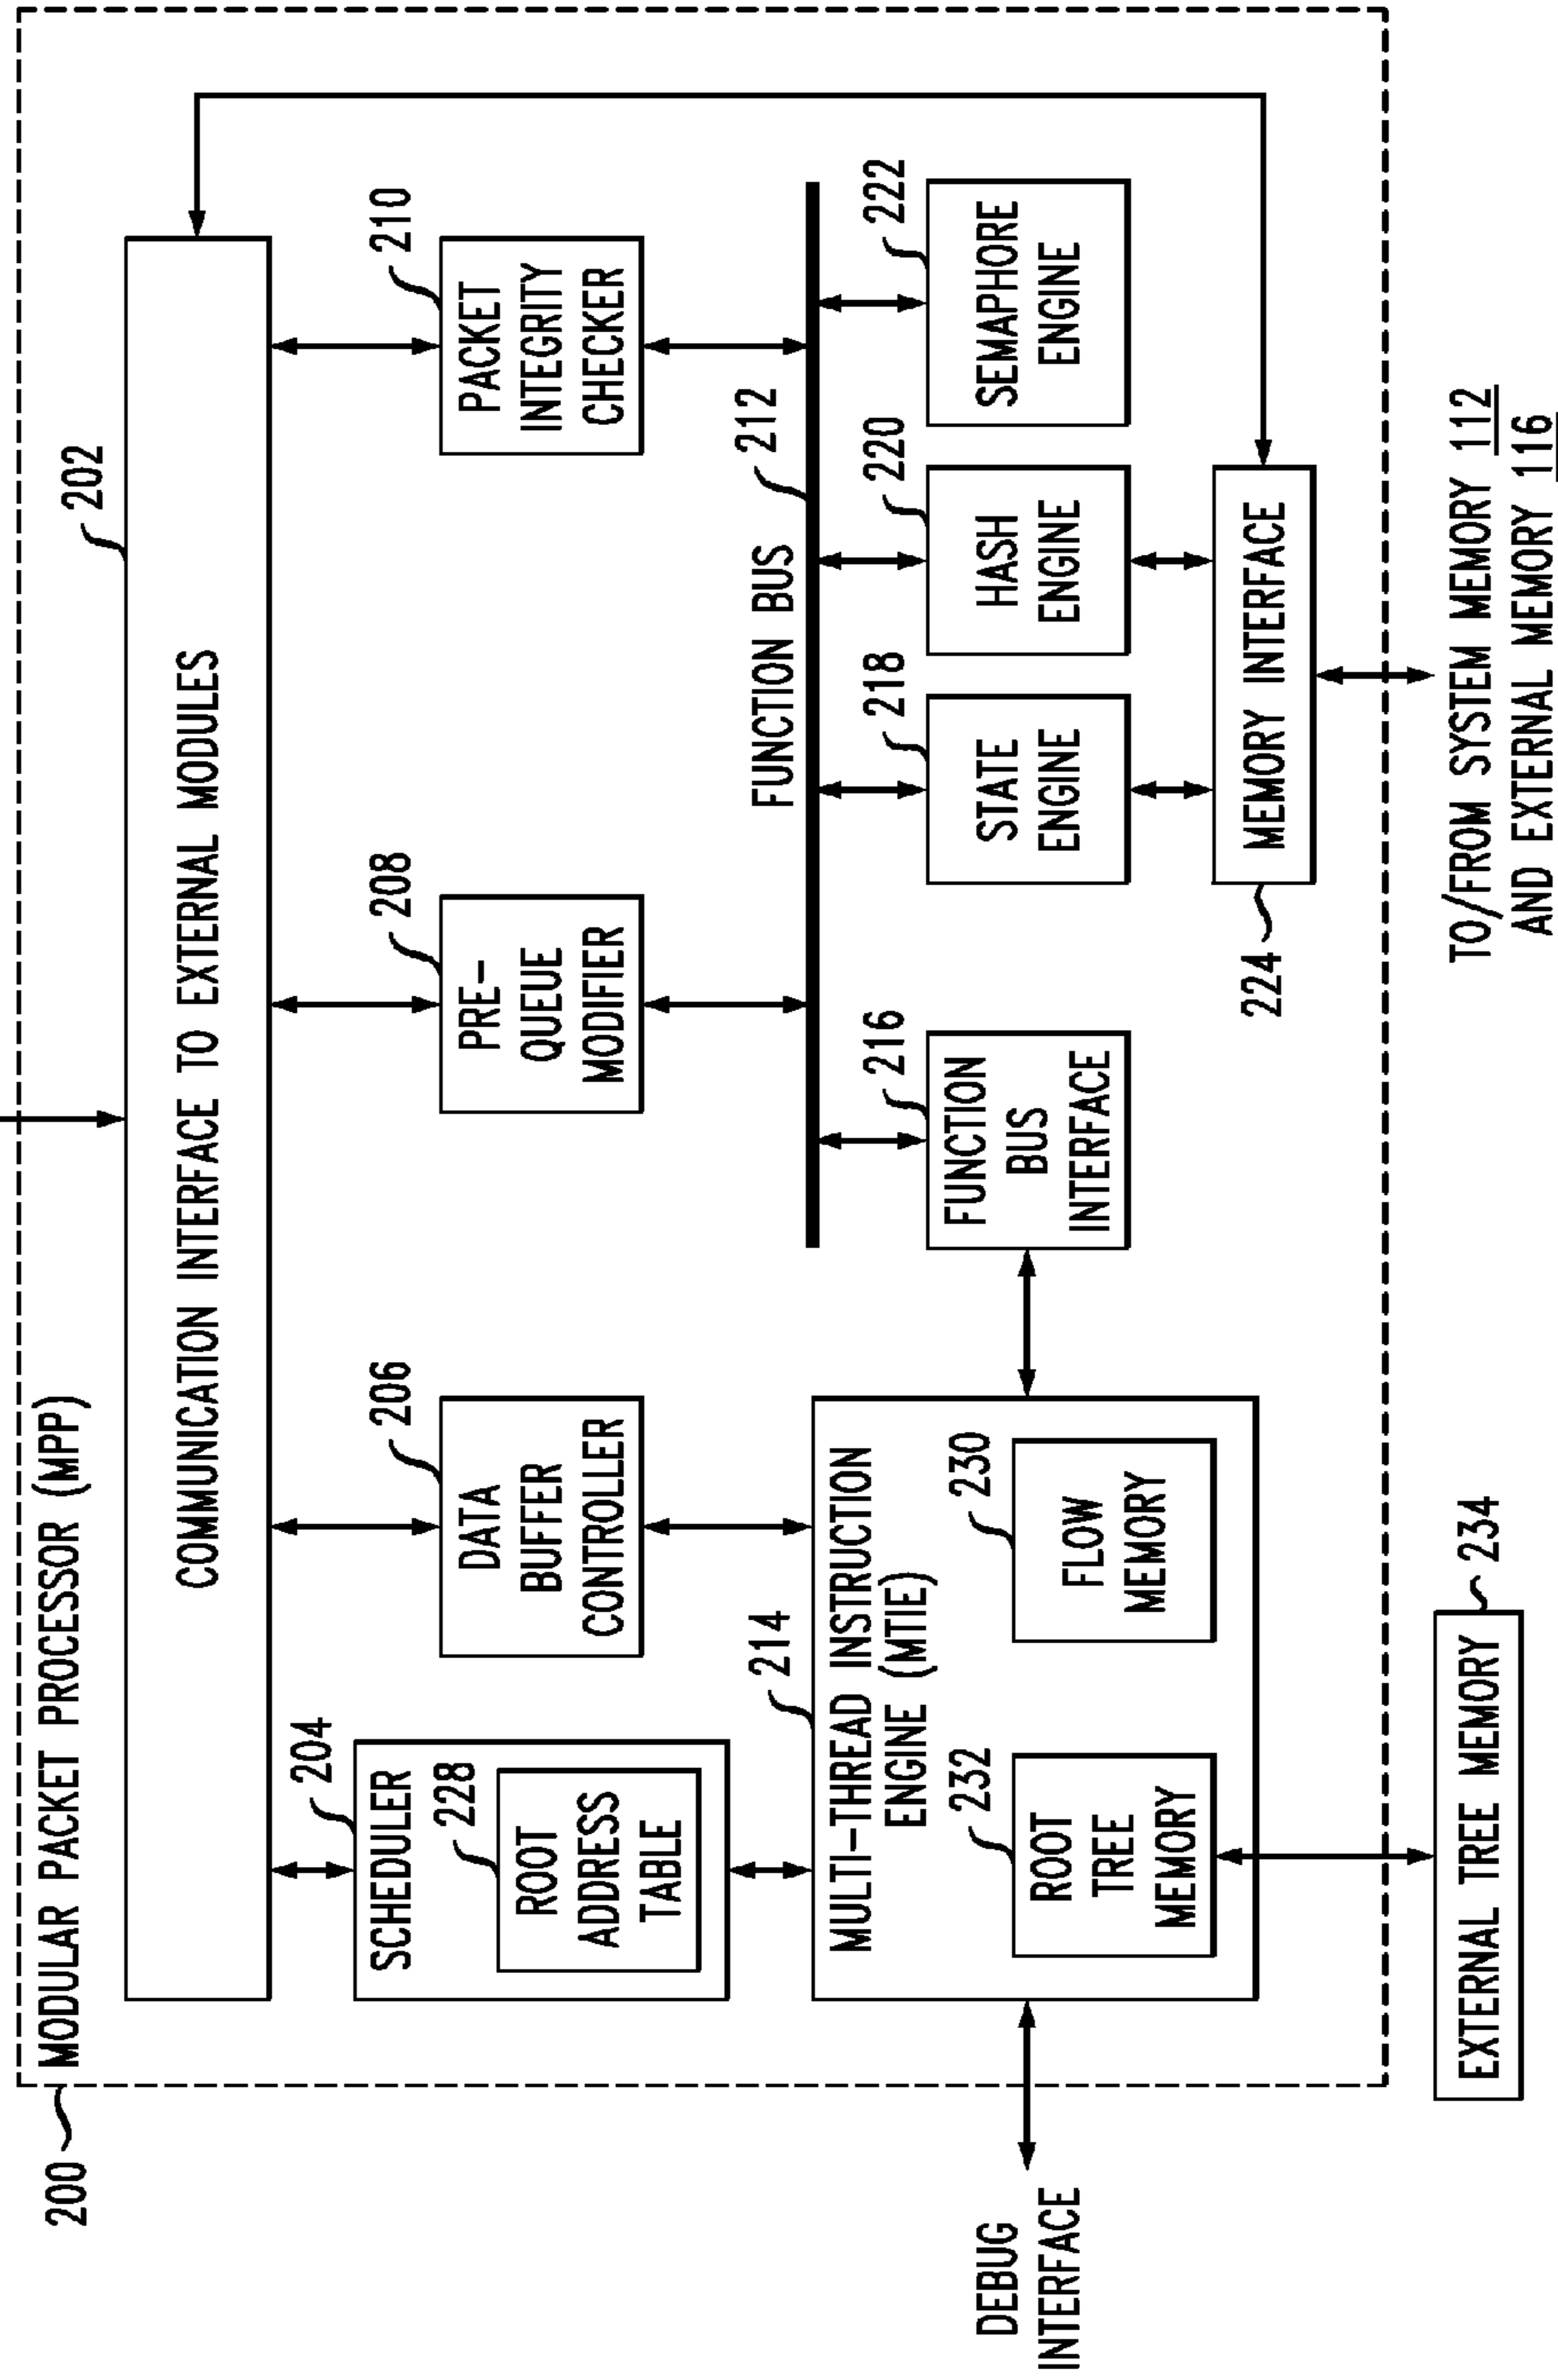 200
MODULAR PACKET PROCESSOR (MPP)
202
COMMUNICATION INTERFACE TO EXTERNAL MODULES
204
SCHEDULER
228
ROOT
ADDRESS
TABLE
206
DATA
BUFFER
CONTROLLER
208
PRE-
QUEUE
MODIFIER
210
PACKET
INTEGRITY
CHECKER
FUNCTION BUS
212
214
MULTI-THREAD INSTRUCTION
ENGINE (MTIE)
232
ROOT
TREE
MEMORY
230
FLOW
MEMORY
216
FUNCTION
BUS
INTERFACE
218
STATE
ENGINE
220
HASH
ENGINE
222
SEMAPHORE
ENGINE
DEBUG
INTERFACE
224
MEMORY INTERFACE
EXTERNAL TREE MEMORY
234
TO/FROM SYSTEM MEMORY 112
AND EXTERNAL MEMORY 116